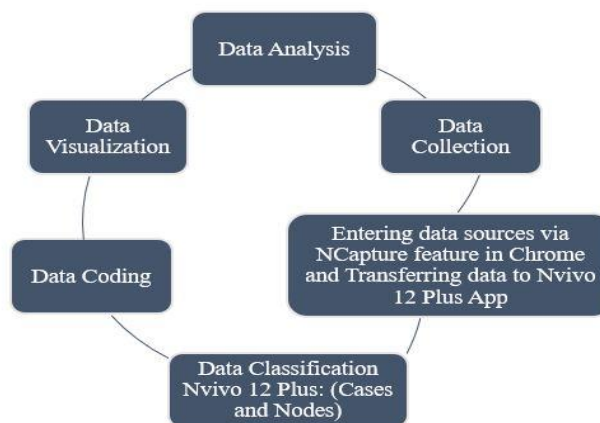 Data Analysis
Data
Collection
Entering data sources via
NCapture feature in Chrome
and Transferring data to Nvivo
12 Plus App
Data Classification
Nvivo 12 Plus: (Cases
and Nodes)
Data Coding
Data
Visualization